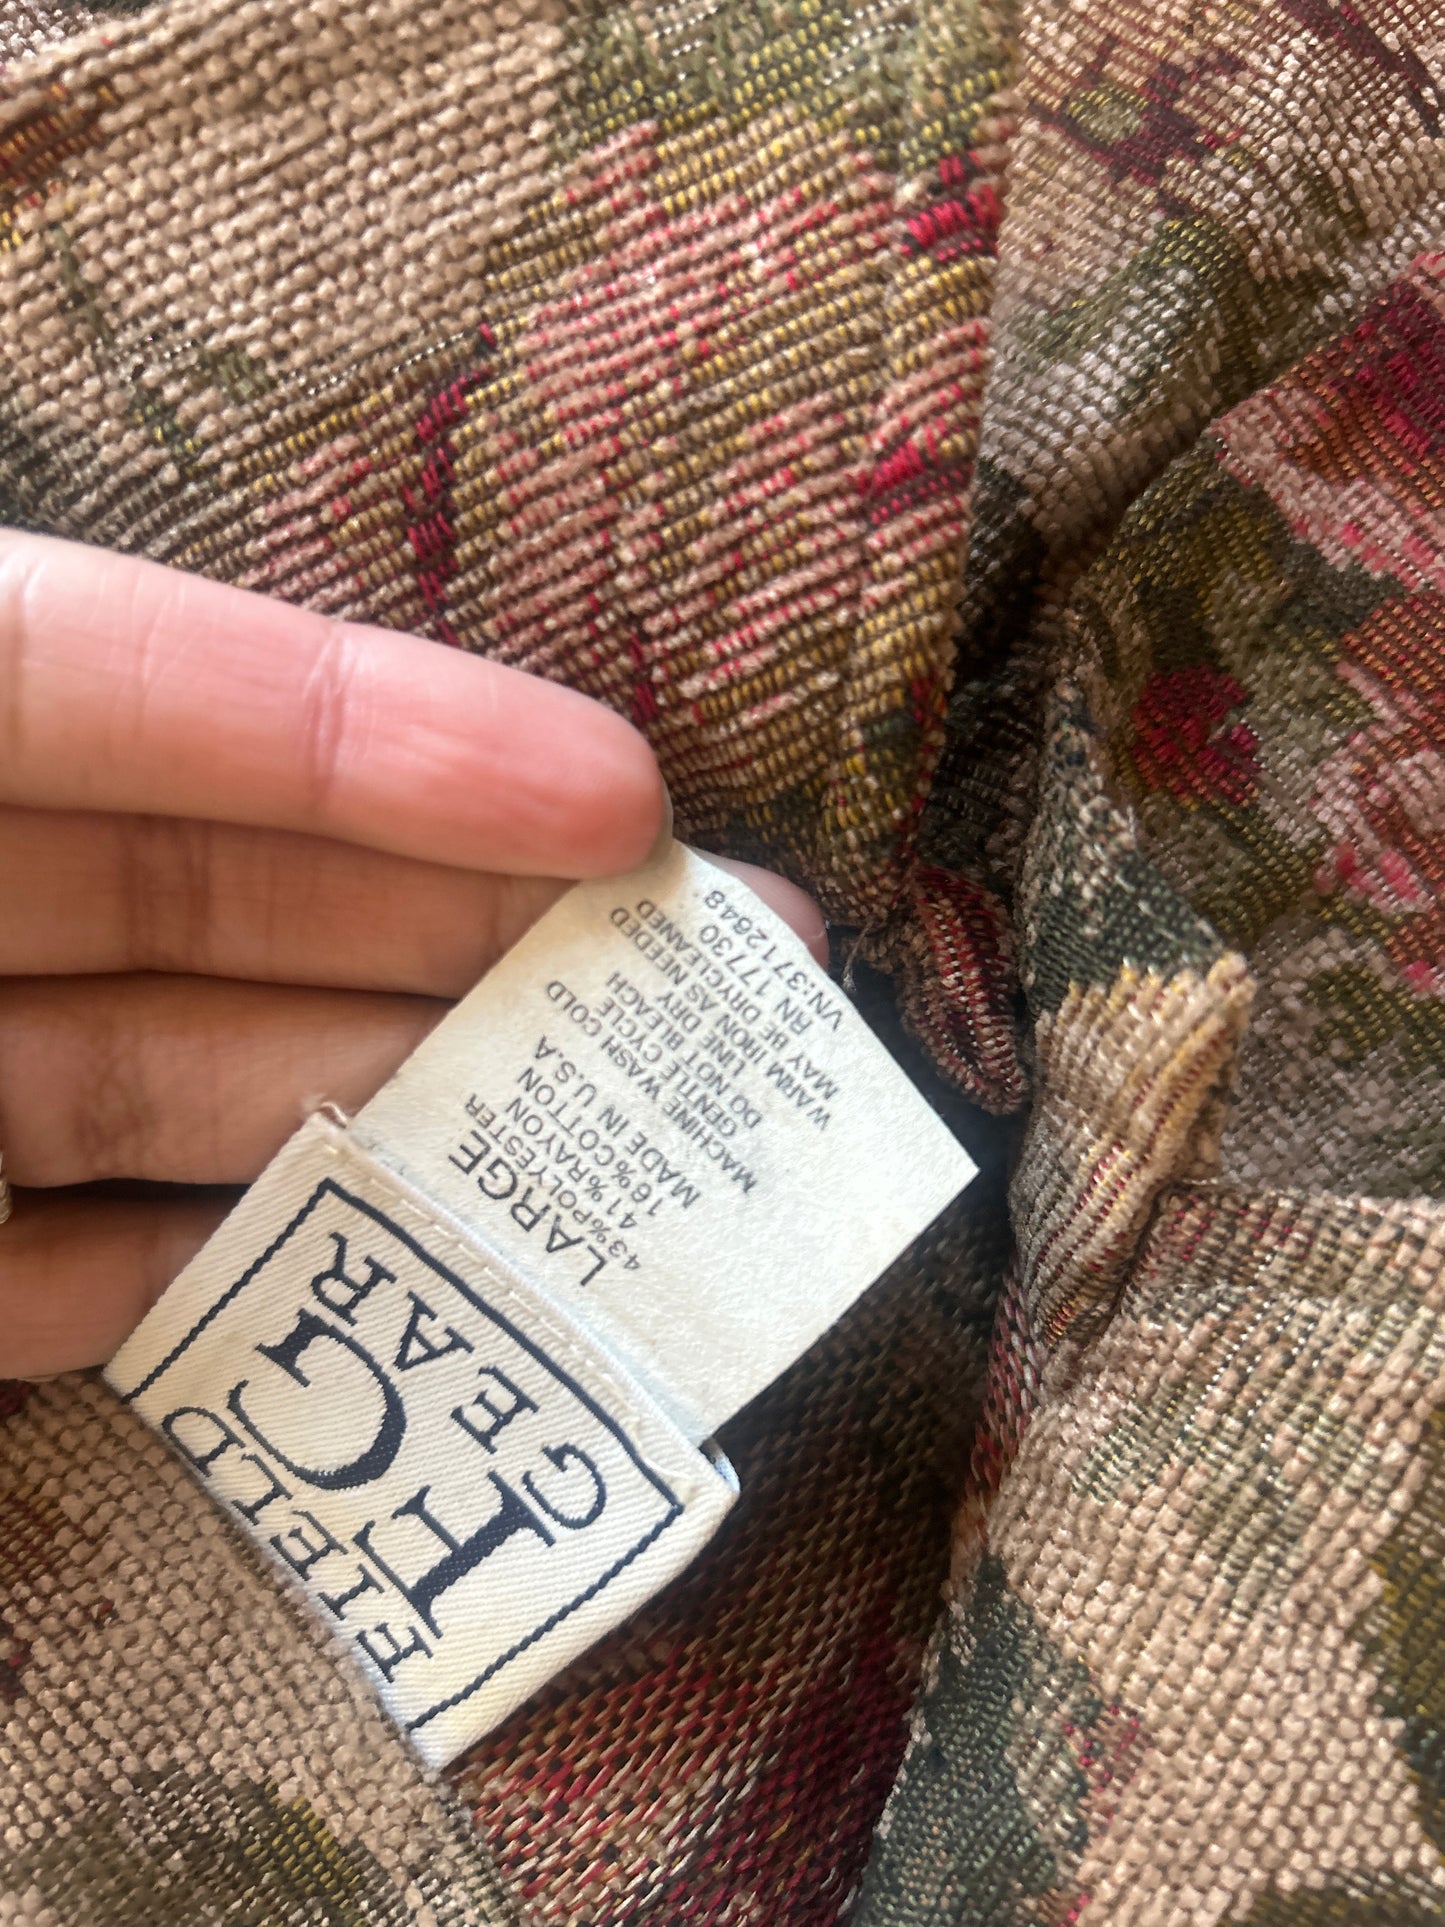 FIELD
GEAR
LARGE
43%POLYESTER
41%RAYON
16%COTTON
MADE IN U.S.A
MACHINE WASH COLD
GENTLE CYCLE
DO NOT BLEACH
LINE DRY
WARM IRON AS NEEDED
MAY BE DRYCLEANED
RN 17730
VN:3712848